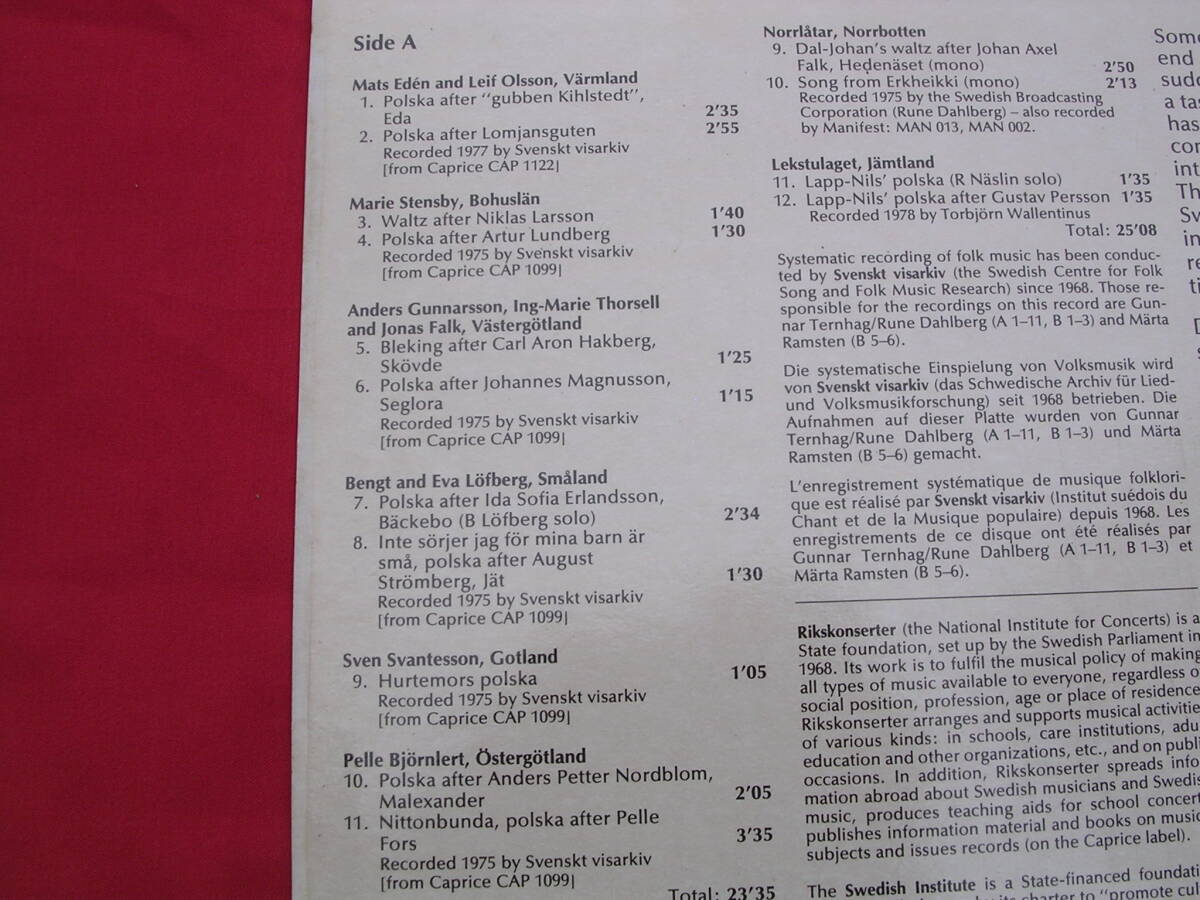 Side A
Mats Edén and Leif Olsson, Värmland
1. Polska after "gubben Kihlstedt",
Eda 2'35
2. Polska after Lomjansguten 2'55
Recorded 1977 by Svenskt visarkiv
[from Caprice CAP 1122]
Marie Stensby, Bohuslän
3. Waltz after Niklas Larsson 1'40
4. Polska after Artur Lundberg 1'30
Recorded 1975 by Svenskt visarkiv
[from Caprice CAP 1099]
Anders Gunnarsson, Ing-Marie Thorsell
and Jonas Falk, Västergötland
5. Bleking after Carl Aron Hakberg,
Skövde 1'25
6. Polska after Johannes Magnusson,
Seglora 1'15
Recorded 1975 by Svenskt visarkiv
[from Caprice CAP 1099]
Bengt and Eva Löfberg, Småland
7. Polska after Ida Sofia Erlandsson,
Bäckebo (B Löfberg solo) 2'34
8. Inte sörjer jag för mina barn är
små, polska after August
Strömberg, Jät 1'30
Recorded 1975 by Svenskt visarkiv
[from Caprice CAP 1099]
Sven Svantesson, Gotland
9. Hurtemors polska 1'05
Recorded 1975 by Svenskt visarkiv
[from Caprice CAP 1099]
Pelle Björnlert, Östergötland
10. Polska after Anders Petter Nordblom,
Malexander 2'05
11. Nittonbunda, polska after Pelle
Fors 3'35
Recorded 1975 by Svenskt visarkiv
[from Caprice CAP 1099]
Total: 23'35
Norrlåtar, Norrbotten
9. Dal-Johan's waltz after Johan Axel
Falk, Hedenäset (mono) 2'50
10. Song from Erkheikki (mono) 2'13
Recorded 1975 by the Swedish Broadcasting
Corporation (Rune Dahlberg) – also recorded
by Manifest: MAN 013, MAN 002.
Lekstulaget, Jämtland
11. Lapp-Nils' polska (R Näslin solo) 1'35
12. Lapp-Nils' polska after Gustav Persson 1'35
Recorded 1978 by Torbjörn Wallentinus
Total: 25'08
Systematic recording of folk music has been conduc-
ted by Svenskt visarkiv (the Swedish Centre for Folk
Song and Folk Music Research) since 1968. Those re-
sponsible for the recordings on this record are Gun-
nar Ternhag/Rune Dahlberg (A 1–11, B 1–3) and Märta
Ramsten (B 5–6).
Die systematische Einspielung von Volksmusik wird
von Svenskt visarkiv (das Schwedische Archiv für Lied-
und Volksmusikforschung) seit 1968 betrieben. Die
Aufnahmen auf dieser Platte wurden von Gunnar
Ternhag/Rune Dahlberg (A 1–11, B 1–3) und Märta
Ramsten (B 5–6) gemacht.
L'enregistrement systématique de musique folklori-
que est réalisé par Svenskt visarkiv (Institut suédois du
Chant et de la Musique populaire) depuis 1968. Les
enregistrements de ce disque ont été réalisés par
Gunnar Ternhag/Rune Dahlberg (A 1–11, B 1–3) et
Märta Ramsten (B 5–6).
Rikskonserter (the National Institute for Concerts) is a
State foundation, set up by the Swedish Parliament in
1968. Its work is to fulfil the musical policy of making
all types of music available to everyone, regardless o
social position, profession, age or place of residence
Rikskonserter arranges and supports musical activitie
of various kinds: in schools, care institutions, adu
education and other organizations, etc., and on publ
occasions. In addition, Rikskonserter spreads info
mation abroad about Swedish musicians and Swedis
music, produces teaching aids for school concert
publishes information material and books on music
subjects and issues records (on the Caprice label).
The Swedish Institute is a State-financed foundat
its charter to "promote cul
Som
end
sudd
a tas
has
con
int
Th
Sv
in
re
ti